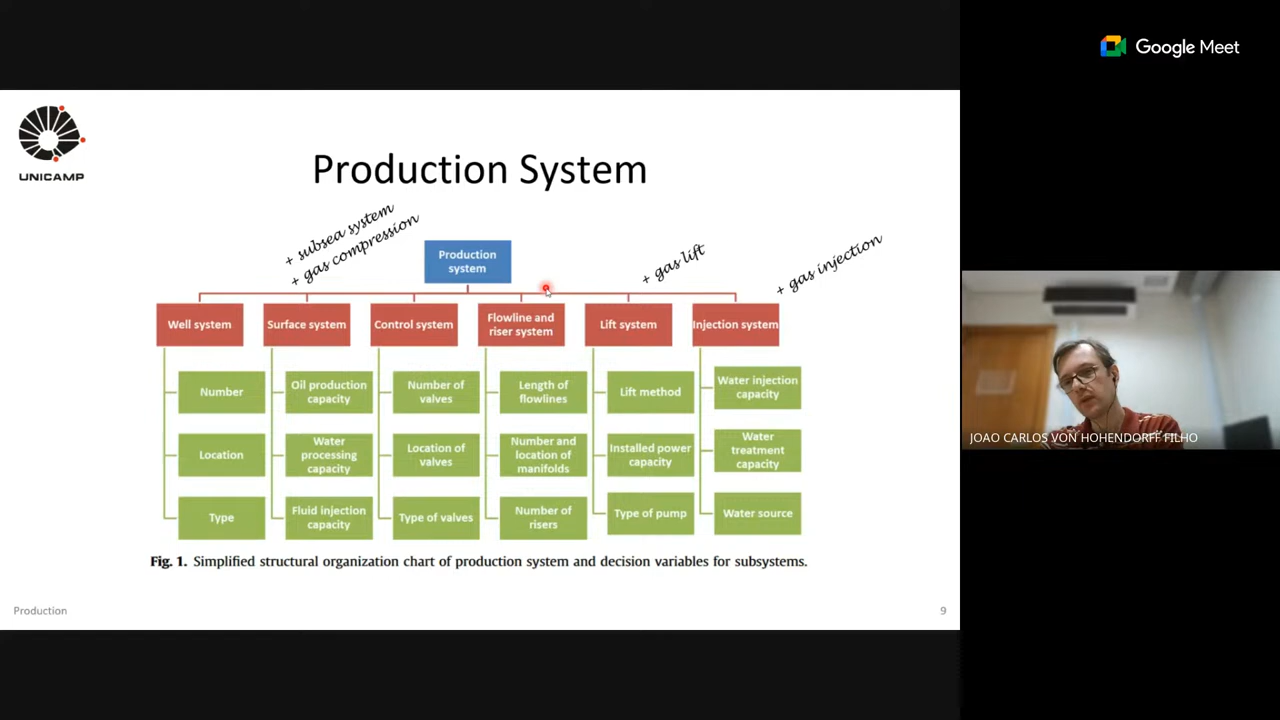 Google Meet
UNICAMP
Production System
+ subsea system
+ gas compression
+ gas lift
+ gas injection
Production
system
Well system
Surface system
Control system
Flowline and
riser system
Lift system
Injection system
Number
Location
Type
Oil production
capacity
Water
processing
capacity
Fluid injection
capacity
Number of
valves
Location of
valves
Type of valves
Length of
flowlines
Number and
location of
manifolds
Number of
risers
Lift method
Installed power
capacity
Type of pump
Water injection
capacity
Water
treatment
capacity
Water source
Fig. 1. Simplified structural organization chart of production system and decision variables for subsystems.
Production
9
JOAO CARLOS VON HOHENDORFF FILHO